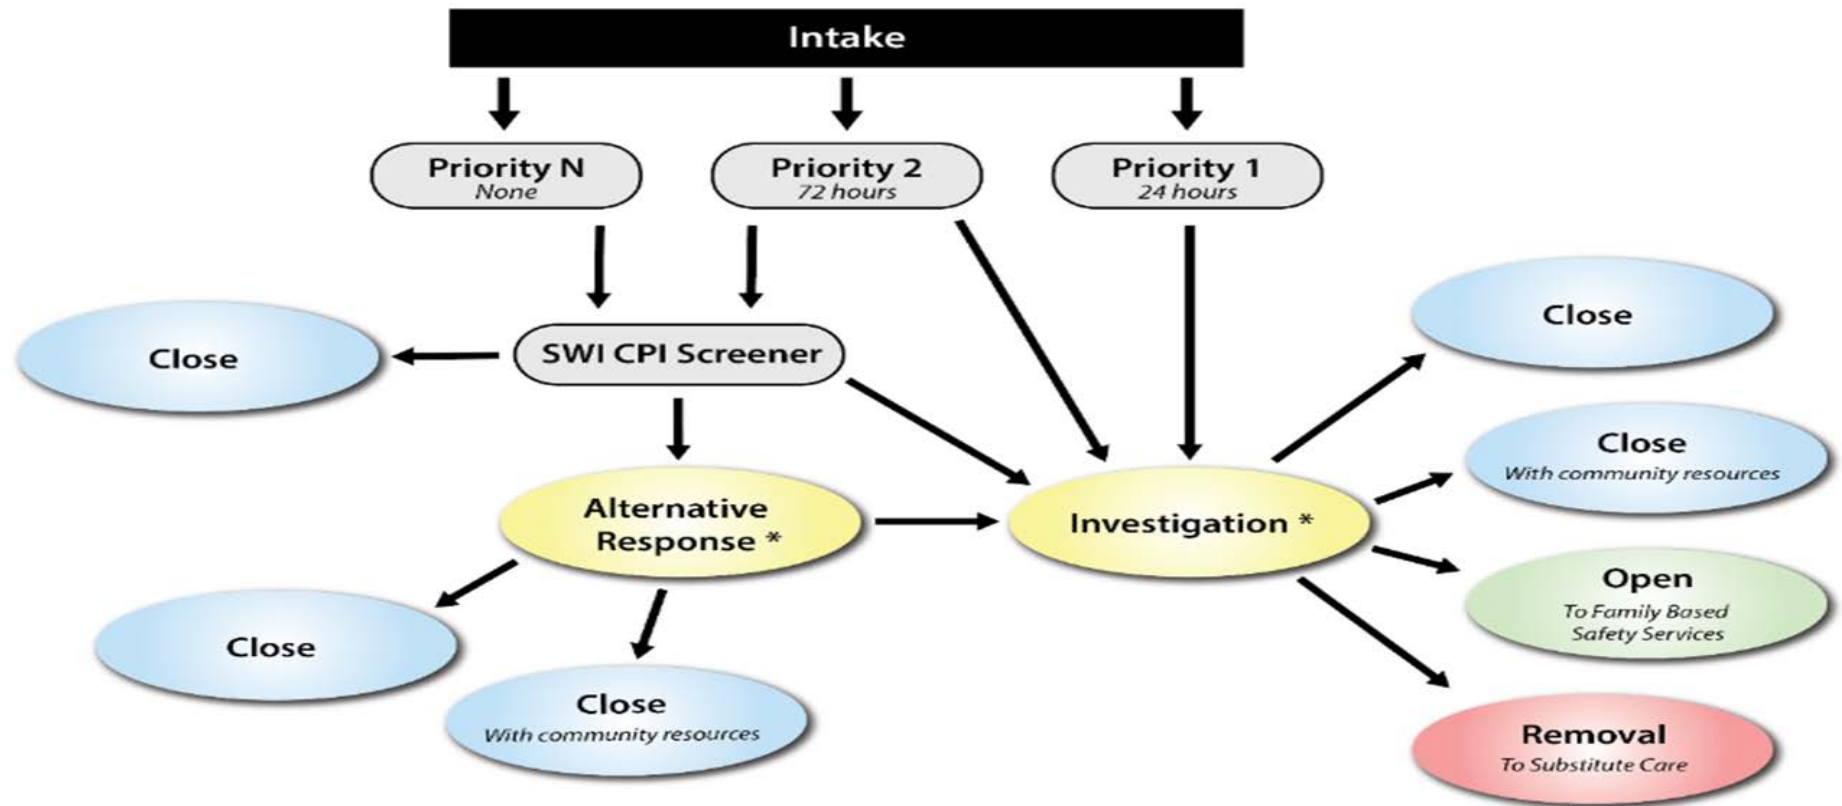 Intake
Priority N
None
Priority 2
72 hours
Priority 1
24 hours
Close
SWI CPI Screener
Close
Close
With community resources
Alternative
Response *
Investigation *
Open
To Family Based
Safety Services
Close
Close
With community resources
Removal
To Substitute Care